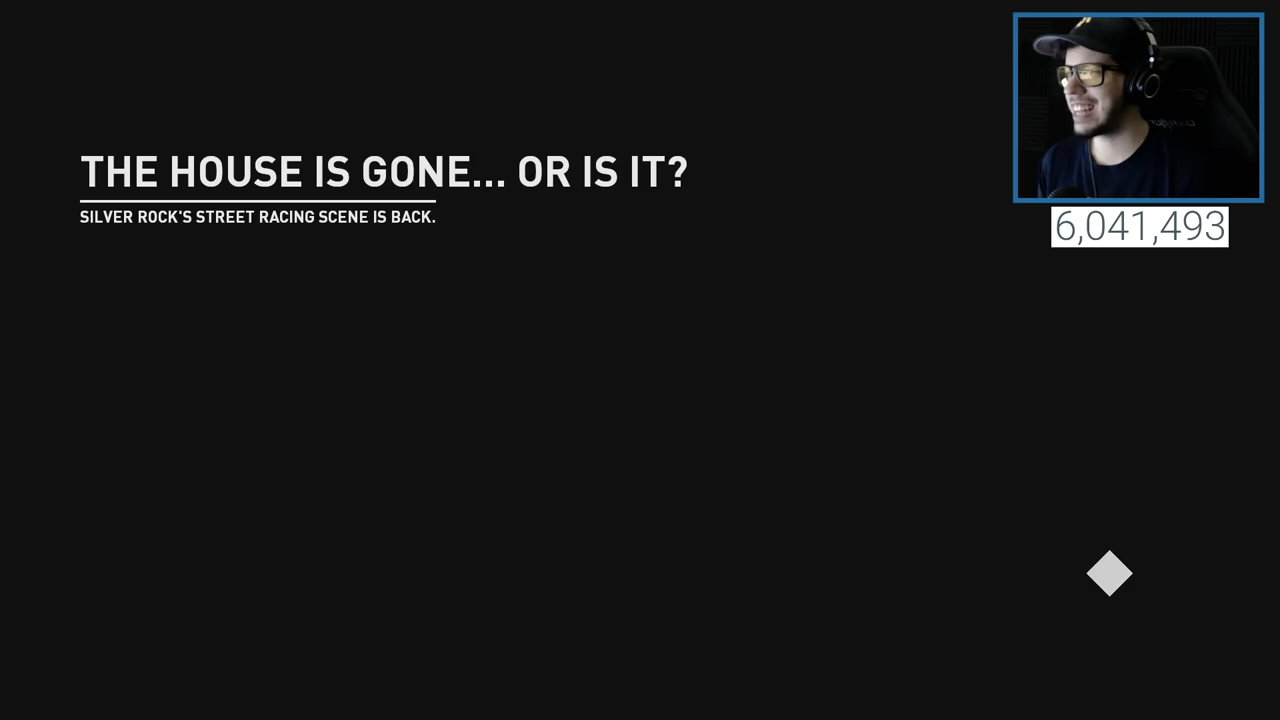 THE HOUSE IS GONE... OR IS IT?
SILVER ROCK'S STREET RACING SCENE IS BACK.
6,041,493